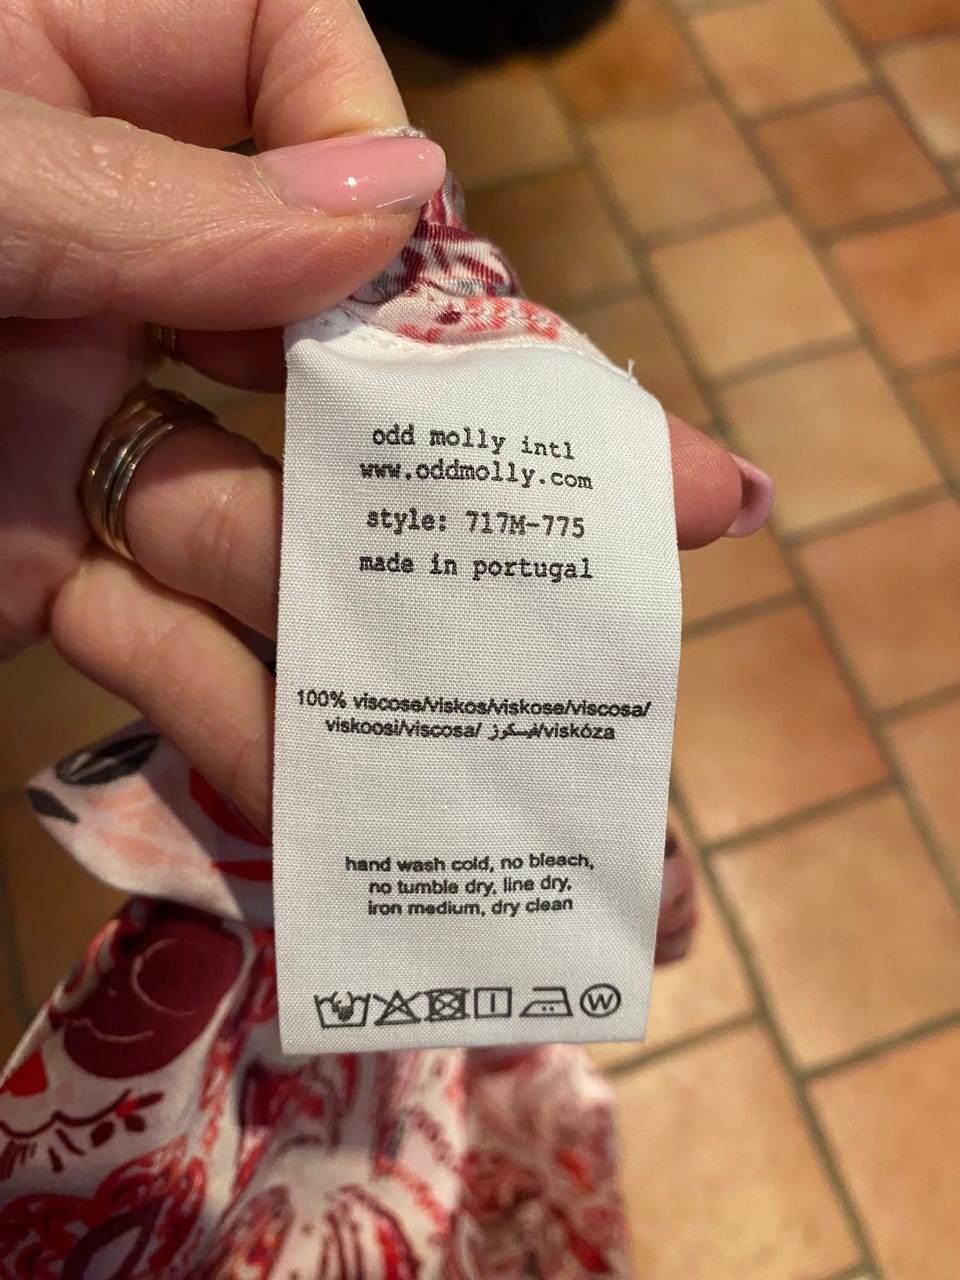 odd molly intl
www.oddmolly.com
style: 717M-775
made in portugal
100% viscose/viskos/viskose/viscosa/
viskoosi/viscosa/ فيسكوز/viskóza
hand wash cold, no bleach,
no tumble dry, line dry,
iron medium, dry clean
W